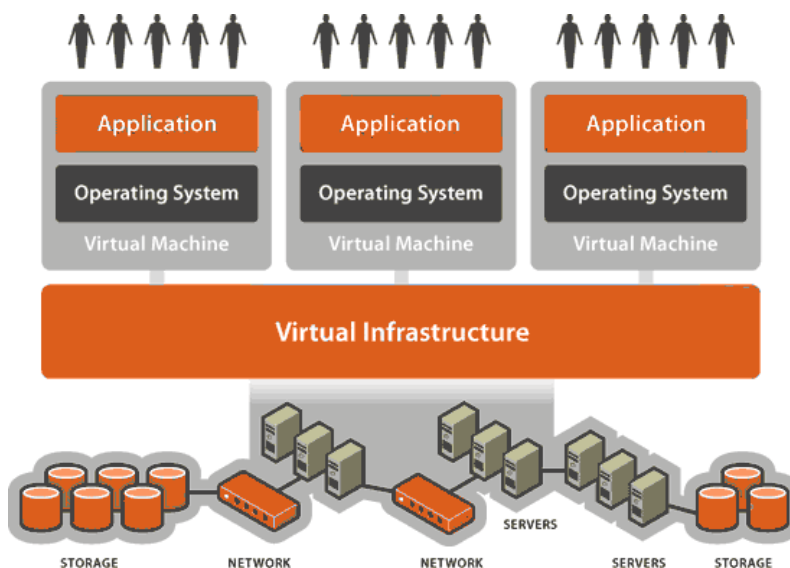 Application
Application
Application
Operating System
Operating System
Operating System
Virtual Machine
Virtual Machine
Virtual Machine
Virtual Infrastructure
SERVERS
STORAGE
NETWORK
NETWORK
SERVERS
STORAGE